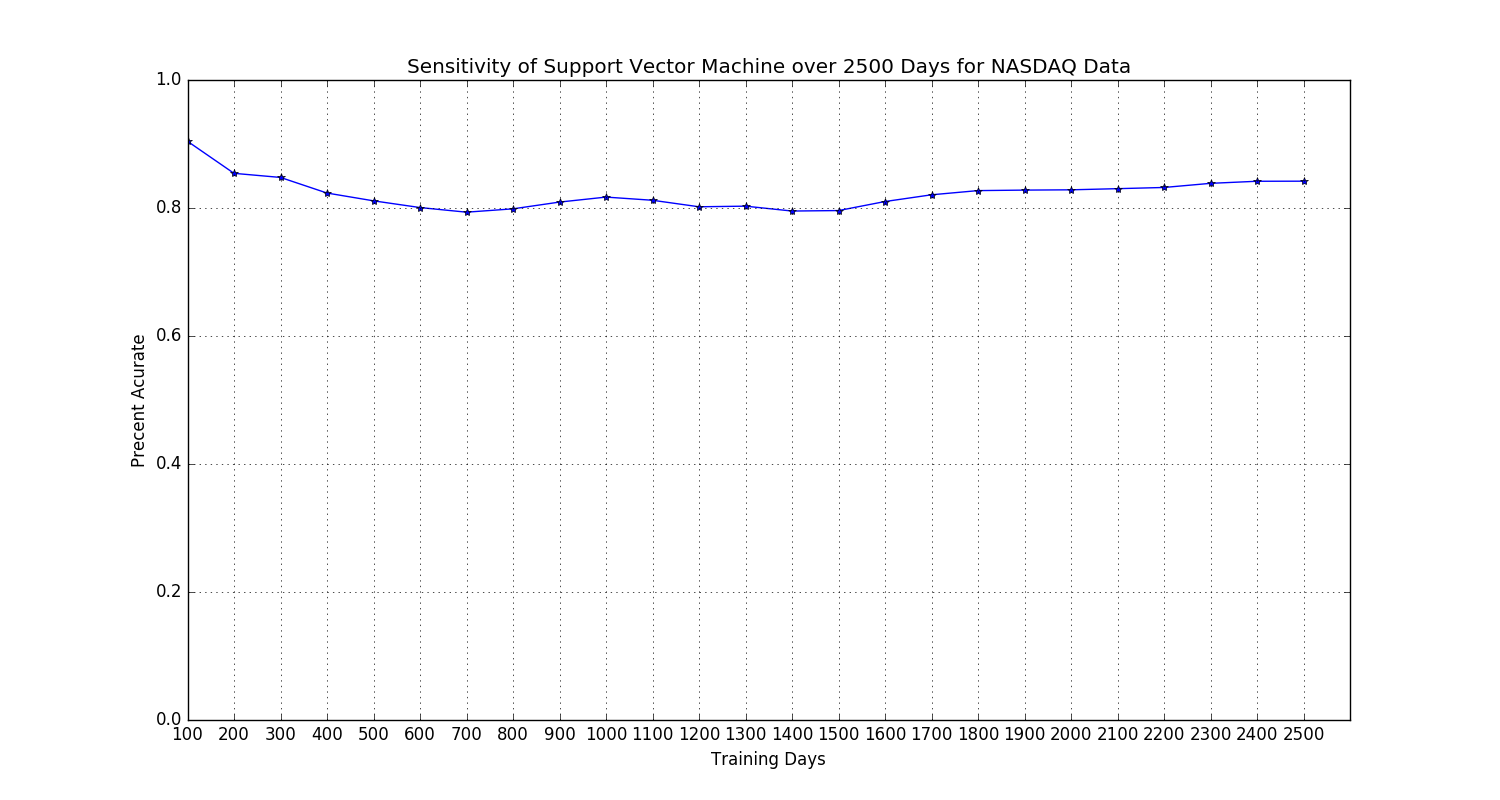 Sensitivity of Support Vector Machine over 2500 Days for NASDAQ Data
1.0
0.8
0.6
0.4
0.2
0.0
Precent Acurate
100 200 300 400 500 600 700 800 900 1000 1100 1200 1300 1400 1500 1600 1700 1800 1900 2000 2100 2200 2300 2400 2500
Training Days